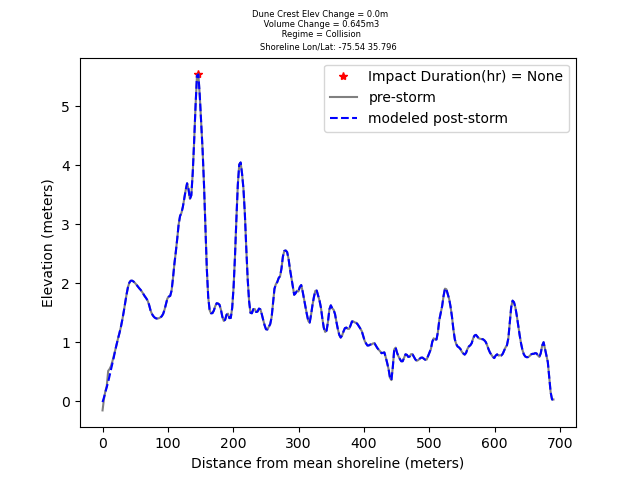 Dune Crest Elev Change = 0.0m
Volume Change = 0.645m3
Regime = Collision
Shoreline Lon/Lat: -75.54 35.796
Impact Duration(hr) = None
pre-storm
modeled post-storm
Elevation (meters)
5
4
3
2
1
0
0 100 200 300 400 500 600 700
Distance from mean shoreline (meters)